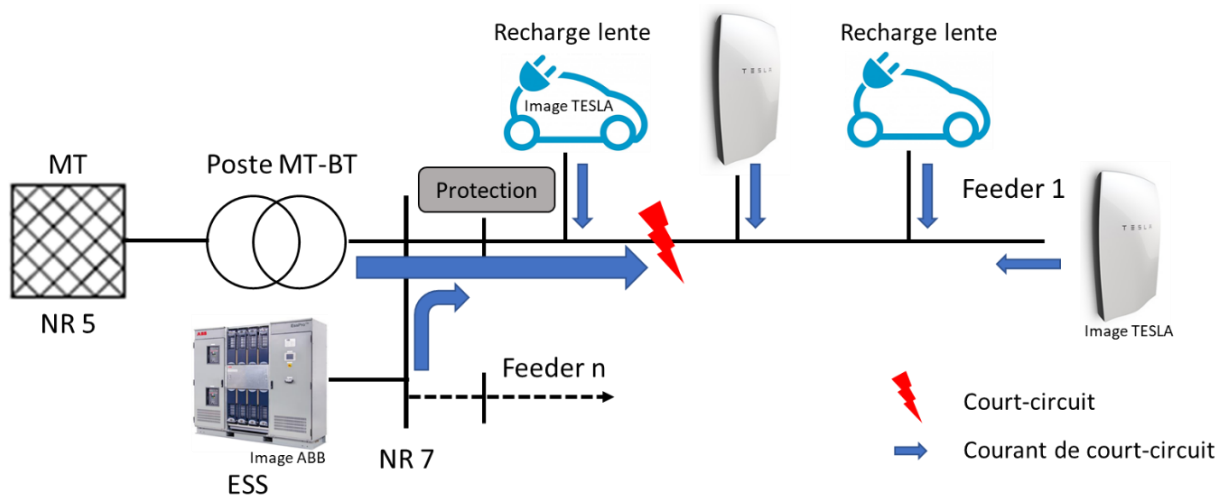 Recharge lente
Recharge lente
Image TESLA
TESLA
MT
Poste MT-BT
Protection
Feeder 1
TESLA
NR 5
Image TESLA
ABB
Feeder n
Court-circuit
Image ABB
NR 7
Courant de court-circuit
ESS